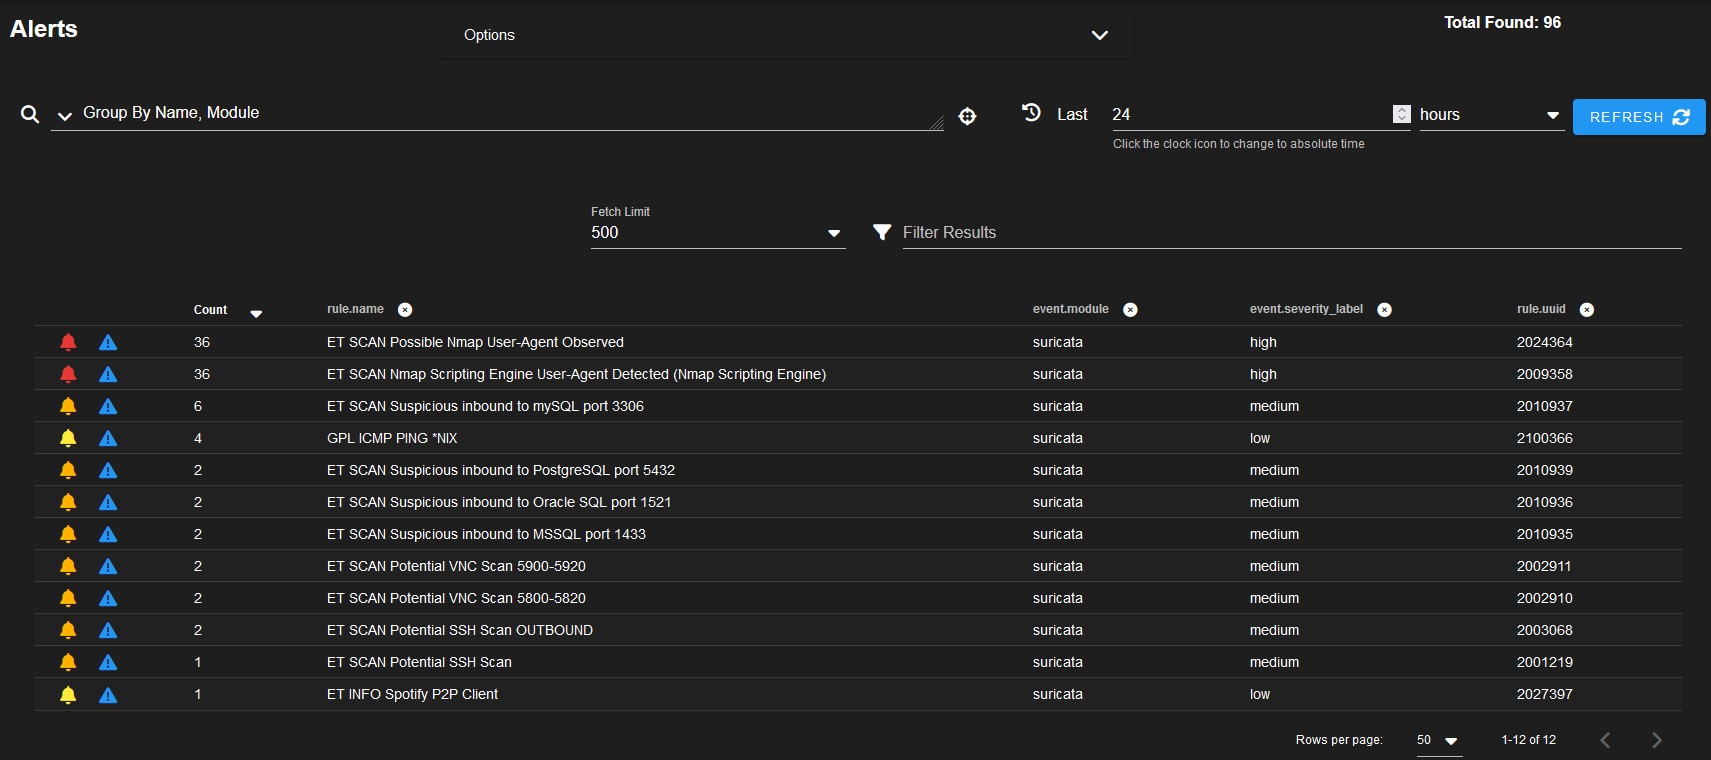 Alerts
Options
Total Found: 96
Group By Name, Module
Last 24 hours
REFRESH
Click the clock icon to change to absolute time
Fetch Limit
500
Filter Results
Count rule.name event.module event.severity_label rule.uuid
36 ET SCAN Possible Nmap User-Agent Observed suricata high 2024364
36 ET SCAN Nmap Scripting Engine User-Agent Detected (Nmap Scripting Engine) suricata high 2009358
6 ET SCAN Suspicious inbound to mySQL port 3306 suricata medium 2010937
4 GPL ICMP PING *NIX suricata low 2100366
2 ET SCAN Suspicious inbound to PostgreSQL port 5432 suricata medium 2010939
2 ET SCAN Suspicious inbound to Oracle SQL port 1521 suricata medium 2010936
2 ET SCAN Suspicious inbound to MSSQL port 1433 suricata medium 2010935
2 ET SCAN Potential VNC Scan 5900-5920 suricata medium 2002911
2 ET SCAN Potential VNC Scan 5800-5820 suricata medium 2002910
2 ET SCAN Potential SSH Scan OUTBOUND suricata medium 2003068
1 ET SCAN Potential SSH Scan suricata medium 2001219
1 ET INFO Spotify P2P Client suricata low 2027397
Rows per page: 50 1-12 of 12